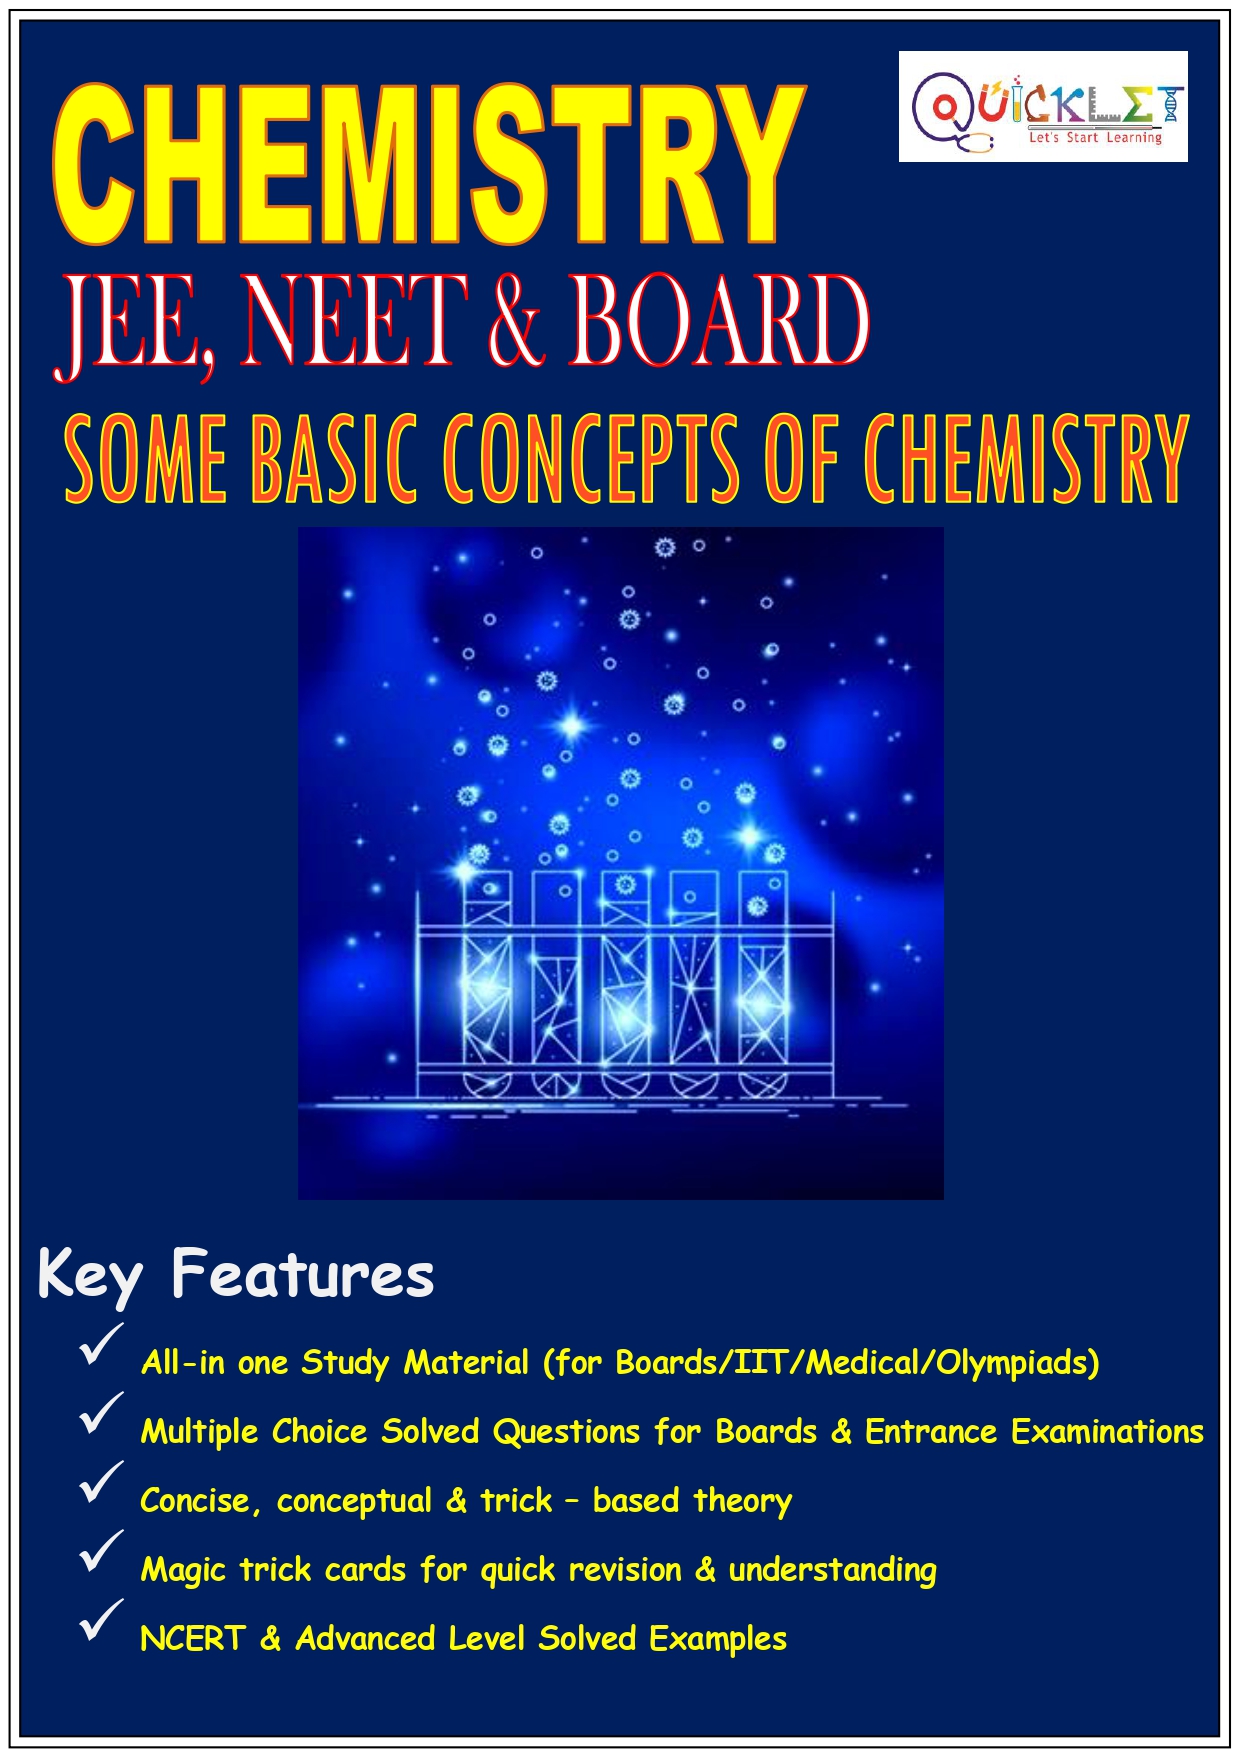 CHEMISTRY
QUICKLET
Let's Start Learning
JEE, NEET & BOARD
SOME BASIC CONCEPTS OF CHEMISTRY
Key Features
✓ All-in one Study Material (for Boards/IIT/Medical/Olympiads)
✓ Multiple Choice Solved Questions for Boards & Entrance Examinations
✓ Concise, conceptual & trick – based theory
✓ Magic trick cards for quick revision & understanding
✓ NCERT & Advanced Level Solved Examples